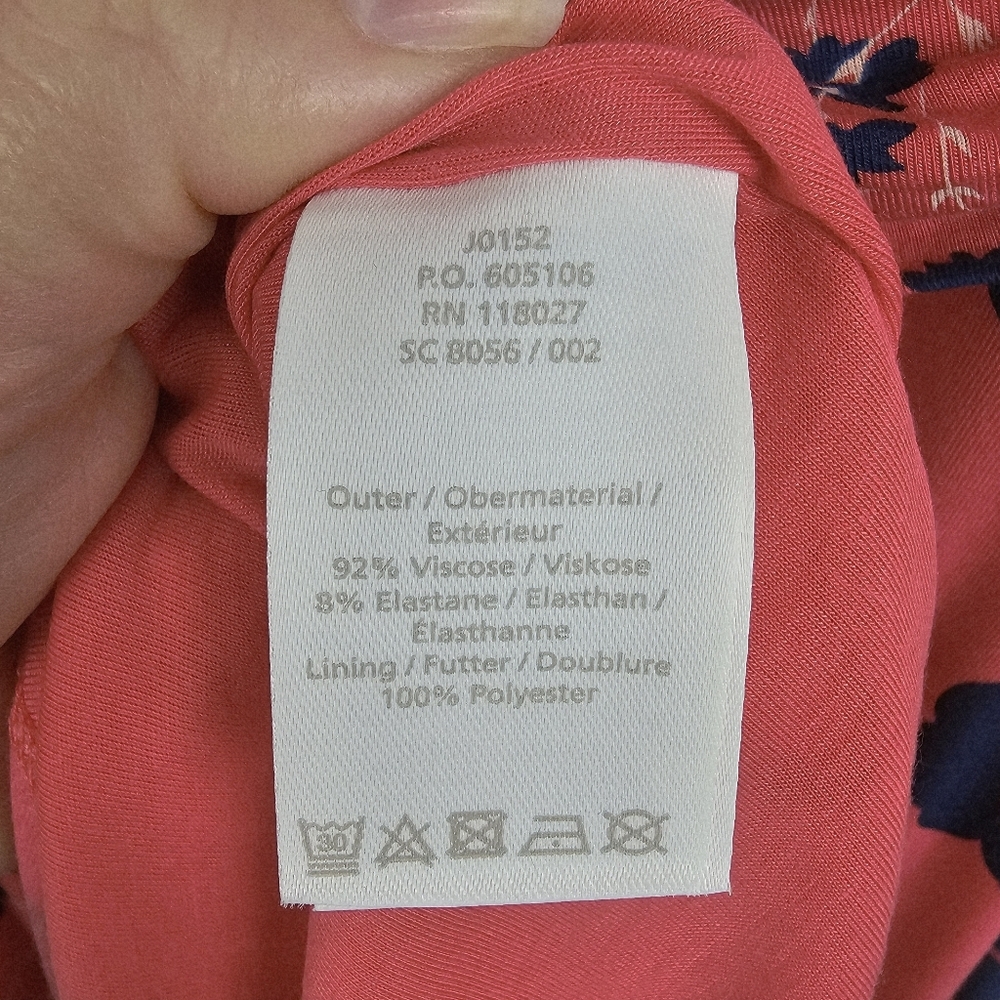 J0152
P.O. 605106
RN 118027
SC 8056 / 002
Outer / Obermaterial /
Extérieur
92% Viscose / Viskose
8% Elastane / Elasthan /
Élasthanne
Lining / Futter / Doublure
100% Polyester
30